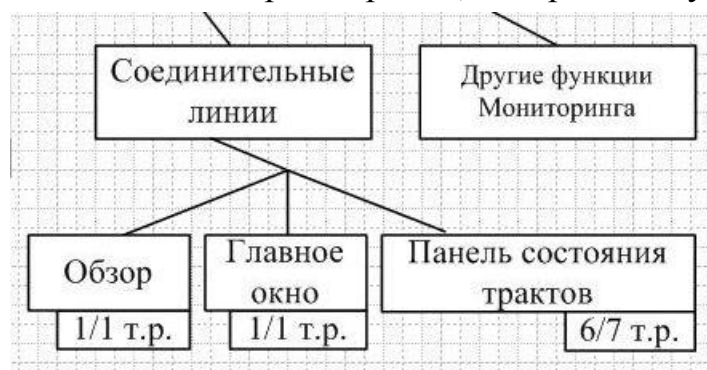 Соединительные
линии
Другие функции
Мониторинга
Обзор
1/1 т.р.
Главное
окно
1/1 т.р.
Панель состояния
трактов
6/7 т.р.